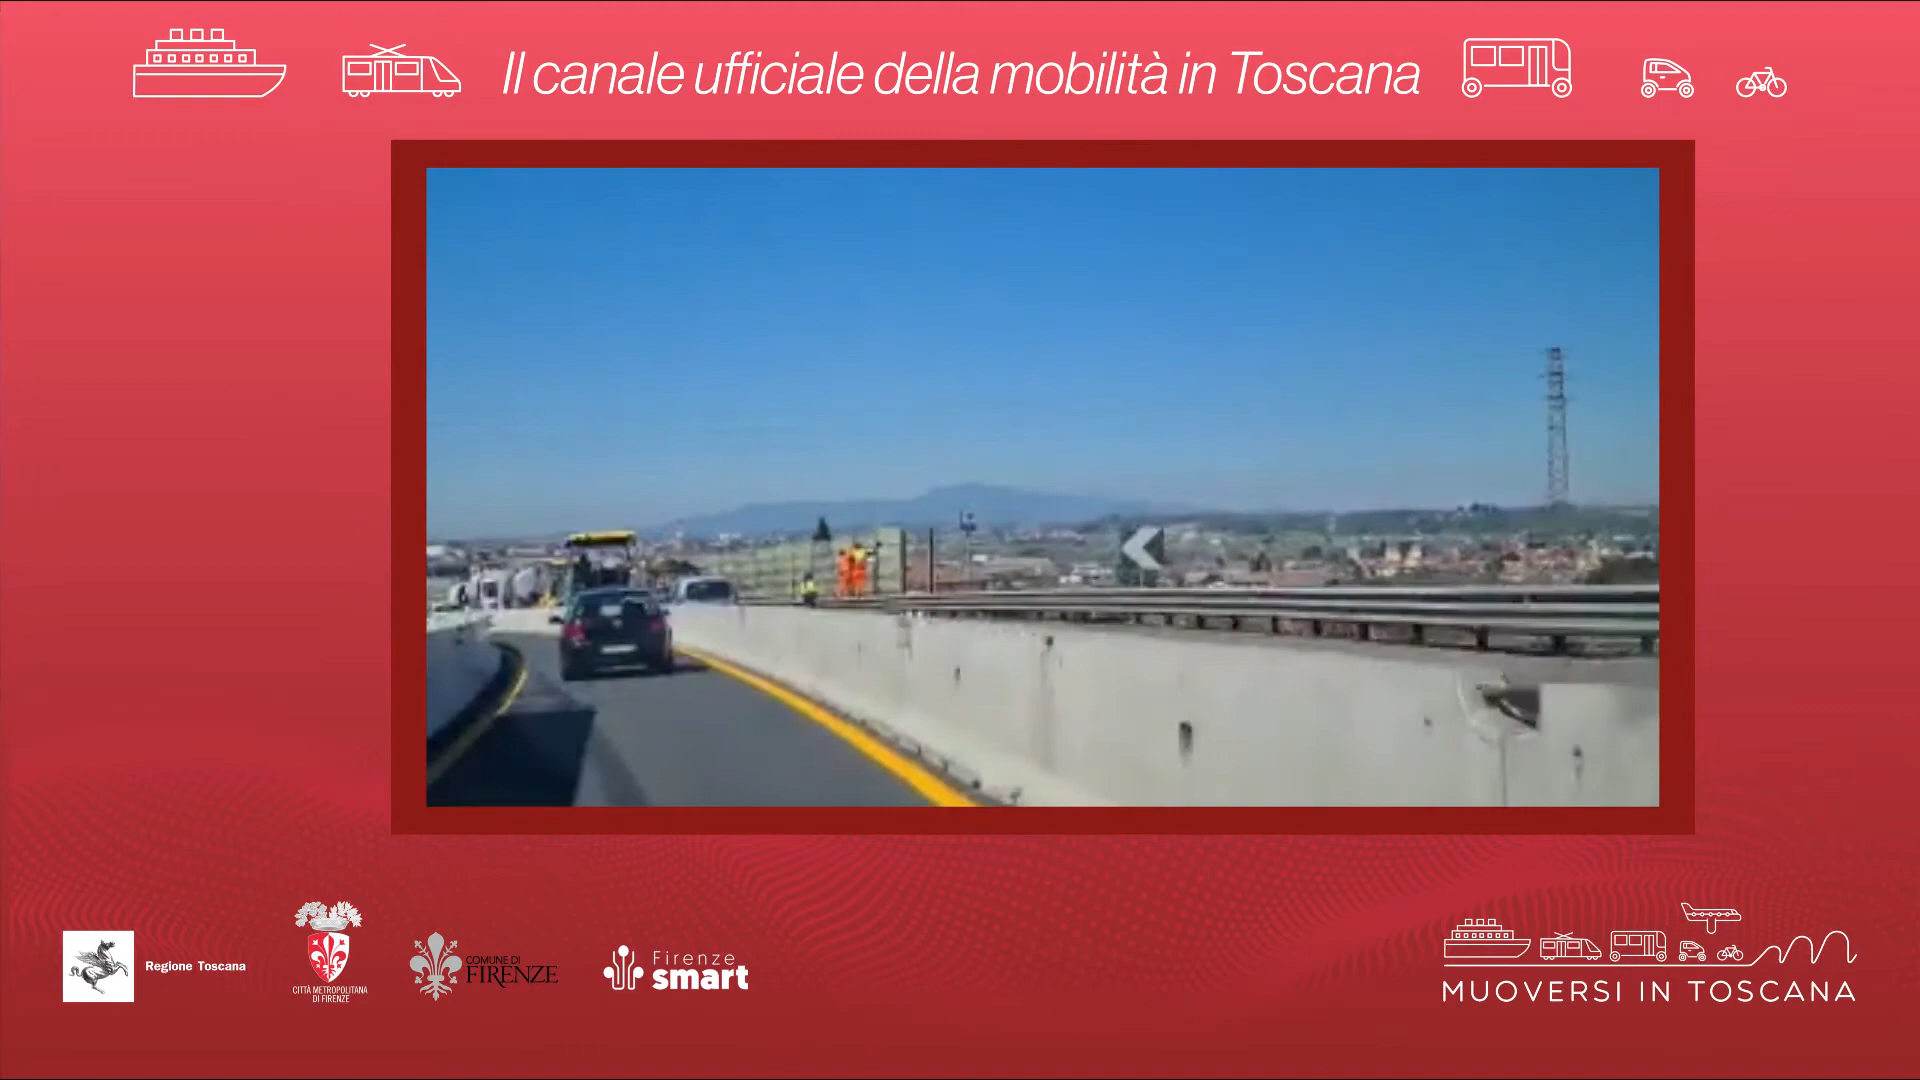 Il canale ufficiale della mobilità in Toscana
Regione Toscana
CITTÀ METROPOLITANA
DI FIRENZE
COMUNE DI
FIRENZE
Firenze
smart
MUOVERSI IN TOSCANA